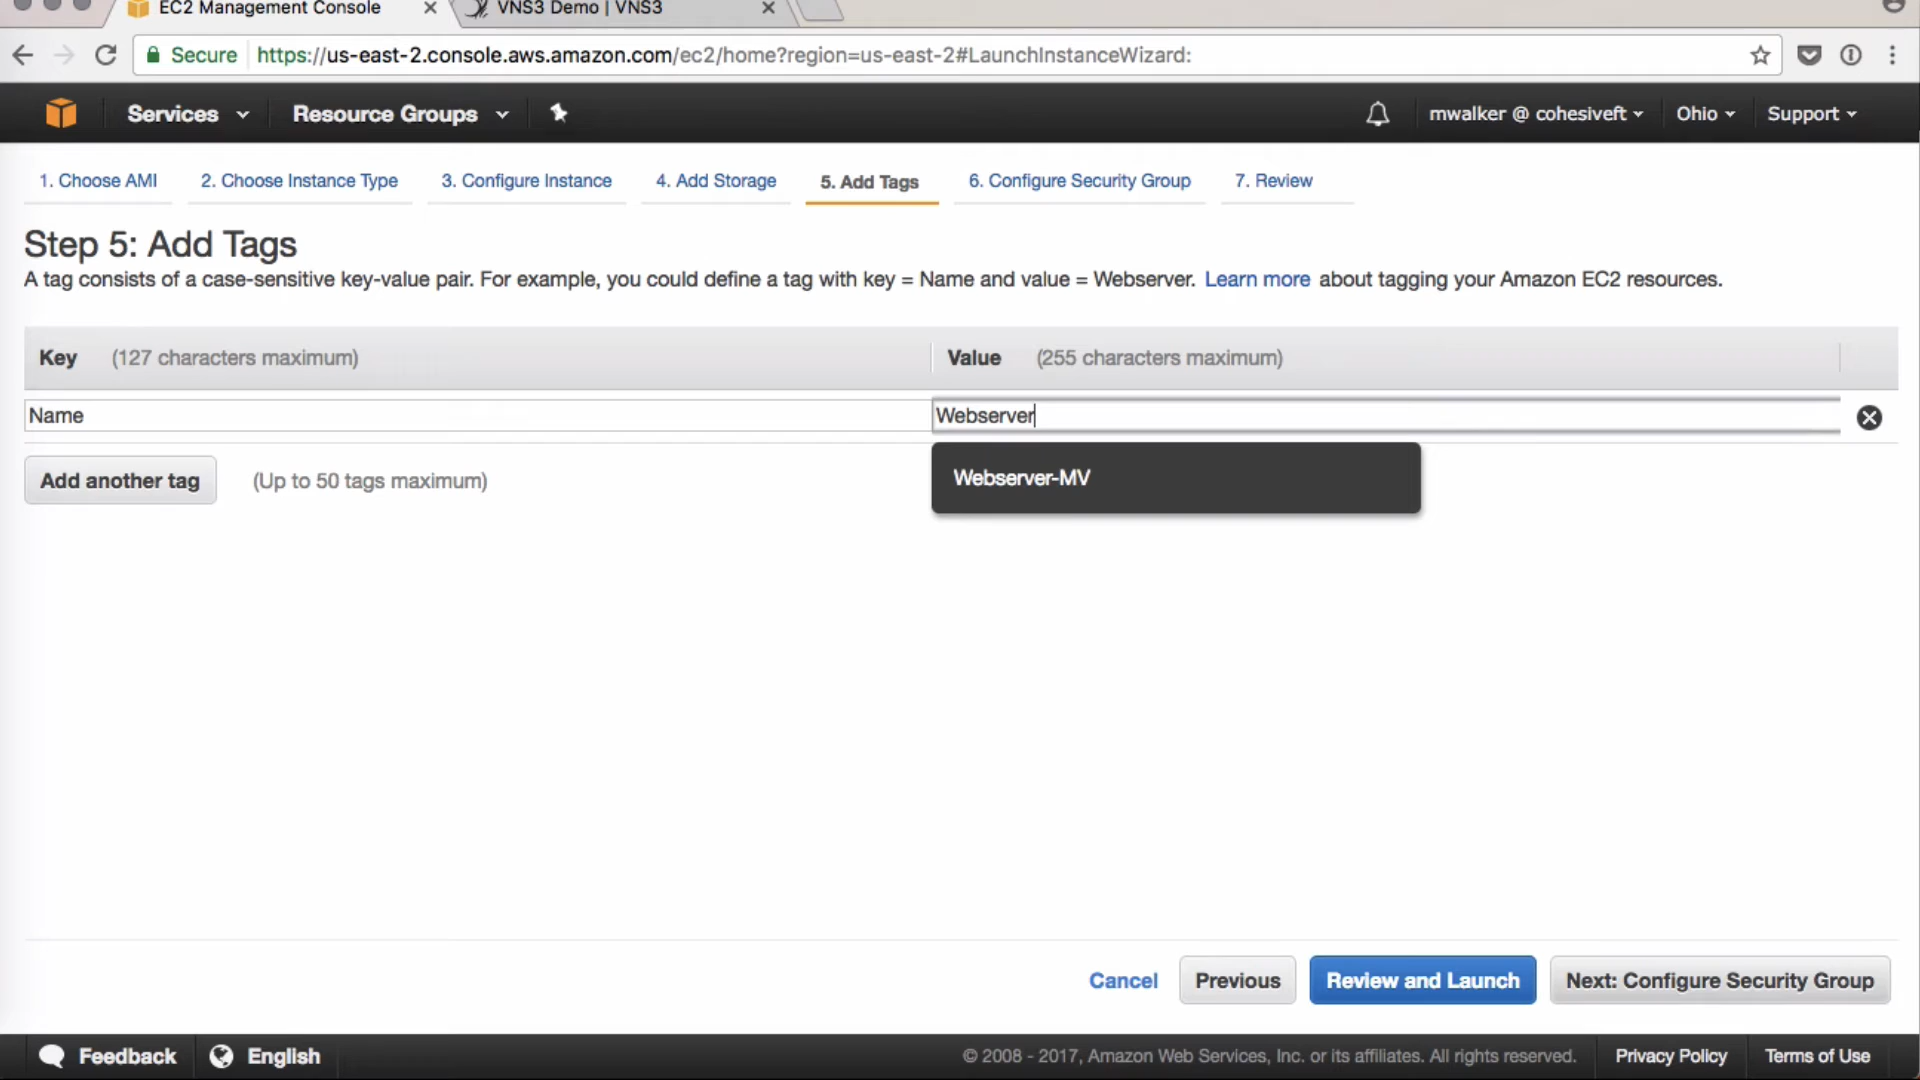 EC2 Management Console
VNS3 Demo | VNS3
Secure
https://us-east-2.console.aws.amazon.com/ec2/home?region=us-east-2#LaunchInstanceWizard:
Services
Resource Groups
mwalker @ cohesiveft
Ohio
Support
1. Choose AMI
2. Choose Instance Type
3. Configure Instance
4. Add Storage
5. Add Tags
6. Configure Security Group
7. Review
Step 5: Add Tags
A tag consists of a case-sensitive key-value pair. For example, you could define a tag with key = Name and value = Webserver. Learn more about tagging your Amazon EC2 resources.
Key (127 characters maximum)
Value (255 characters maximum)
Name
Webserver
Webserver-MV
Add another tag
(Up to 50 tags maximum)
Cancel
Previous
Review and Launch
Next: Configure Security Group
Feedback
English
© 2008 - 2017, Amazon Web Services, Inc. or its affiliates. All rights reserved.
Privacy Policy
Terms of Use